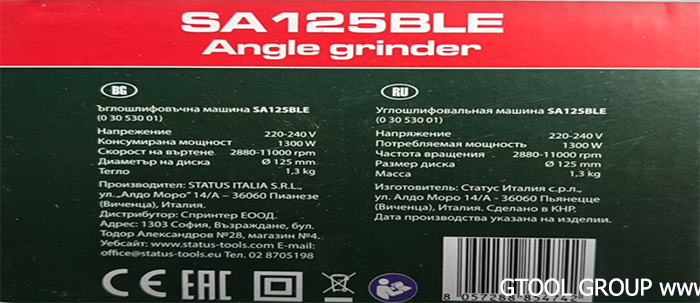 SA125BLE
Angle grinder
BG
Ъглошлифовъчна машина SA125BLE
(0 30 530 01)
Напрежение 220-240 V
Консумирана мощност 1300 W
Скорост на въртене 2880-11000 rpm
Диаметър на диска Ø 125 mm
Тегло 1,3 kg
Производител: STATUS ITALIA S.R.L.,
ул. „Алдо Моро" 14/А – 36060 Пианезе
(Виченца), Италия.
Дистрибутор: Спринтер ЕООД.
Адрес: 1303 София, Възраждане, бул.
Тодор Александров №28, магазин №4.
Уебсайт: www.status-tools.com E-mail:
office@status-tools.eu Тел. 02 8705198
RU
Углошлифовальная машина SA125BLE
(0 30 530 01)
Напряжение 220-240 V
Потребляемая мощность 1300 W
Частота вращения 2880-11000 rpm
Размер диска Ø 125 mm
Масса 1,3 kg
Изготовитель: Статус Италия с.р.л.,
ул. Алдо Моро 14/А - 36060 Пьянецце
(Виченца), Италия. Сделано в КНР.
Дата производства указана на изделии.
CE EAC
GTOOL GROUP ww